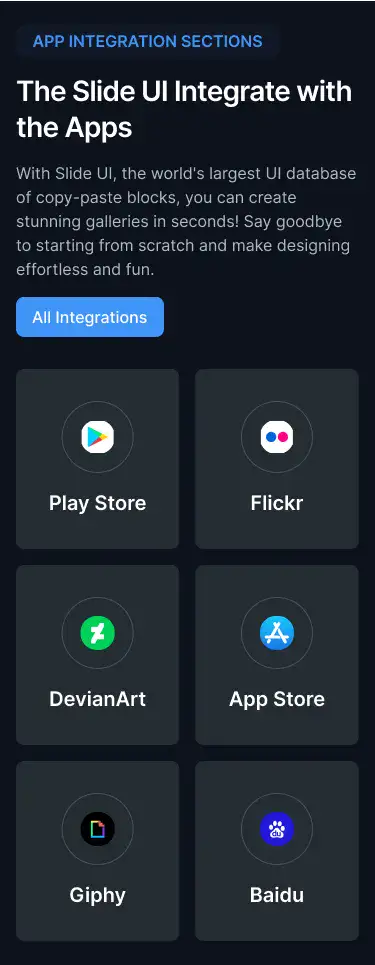 APP INTEGRATION SECTIONS
The Slide UI Integrate with
the Apps
With Slide UI, the world's largest UI database
of copy-paste blocks, you can create
stunning galleries in seconds! Say goodbye
to starting from scratch and make designing
effortless and fun.
All Integrations
Play Store
Flickr
DevianArt
App Store
Giphy
du
Baidu